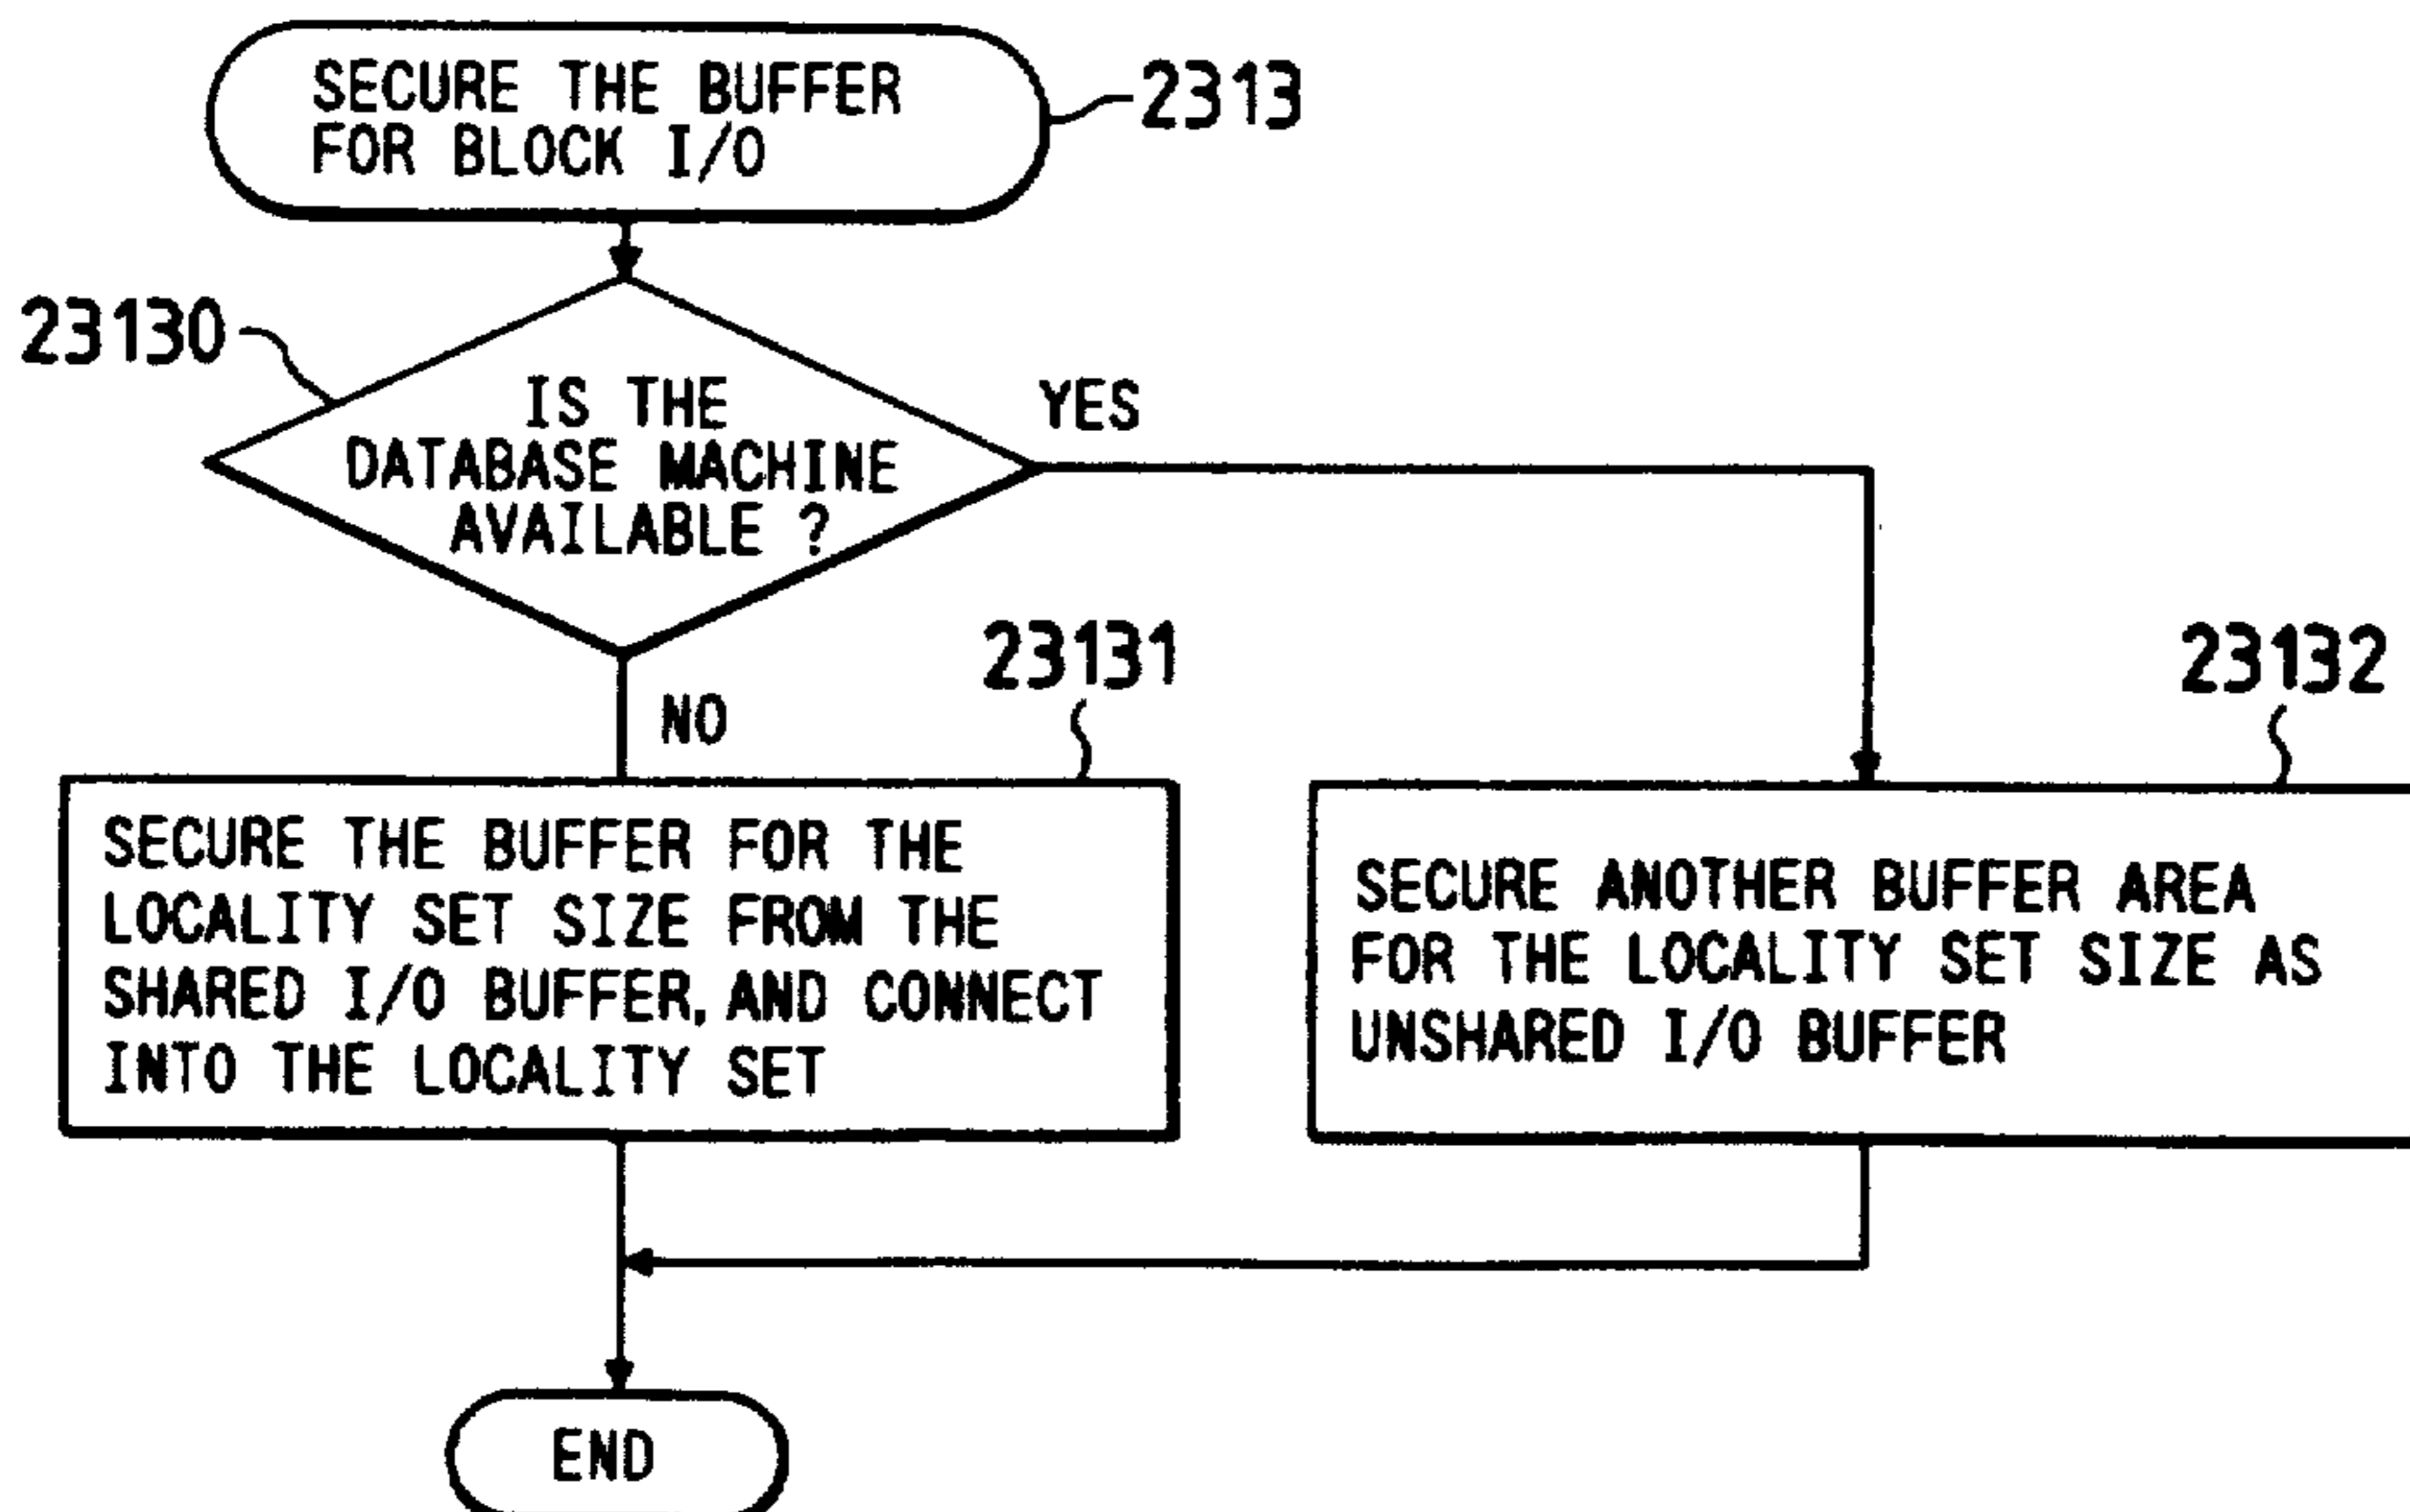 SECURE THE BUFFER
FOR BLOCK I/O
2313
23130
IS THE
DATABASE MACHINE
AVAILABLE ?
YES
NO
23131
23132
SECURE THE BUFFER FOR THE
LOCALITY SET SIZE FROM THE
SHARED I/O BUFFER, AND CONNECT
INTO THE LOCALITY SET
SECURE ANOTHER BUFFER AREA
FOR THE LOCALITY SET SIZE AS
UNSHARED I/O BUFFER
END